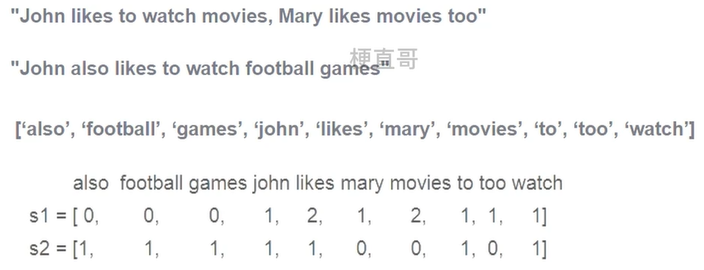 "John likes to watch movies, Mary likes movies too"
梗直哥
"John also likes to watch football games"
[‘also’, ‘football’, ‘games’, ‘john’, ‘likes’, ‘mary’, ‘movies’, ‘to’, ‘too’, ‘watch’]
also football games john likes mary movies to too watch
s1 = [ 0, 0, 0, 1, 2, 1, 2, 1, 1, 1]
s2 = [1, 1, 1, 1, 1, 0, 0, 1, 0, 1]